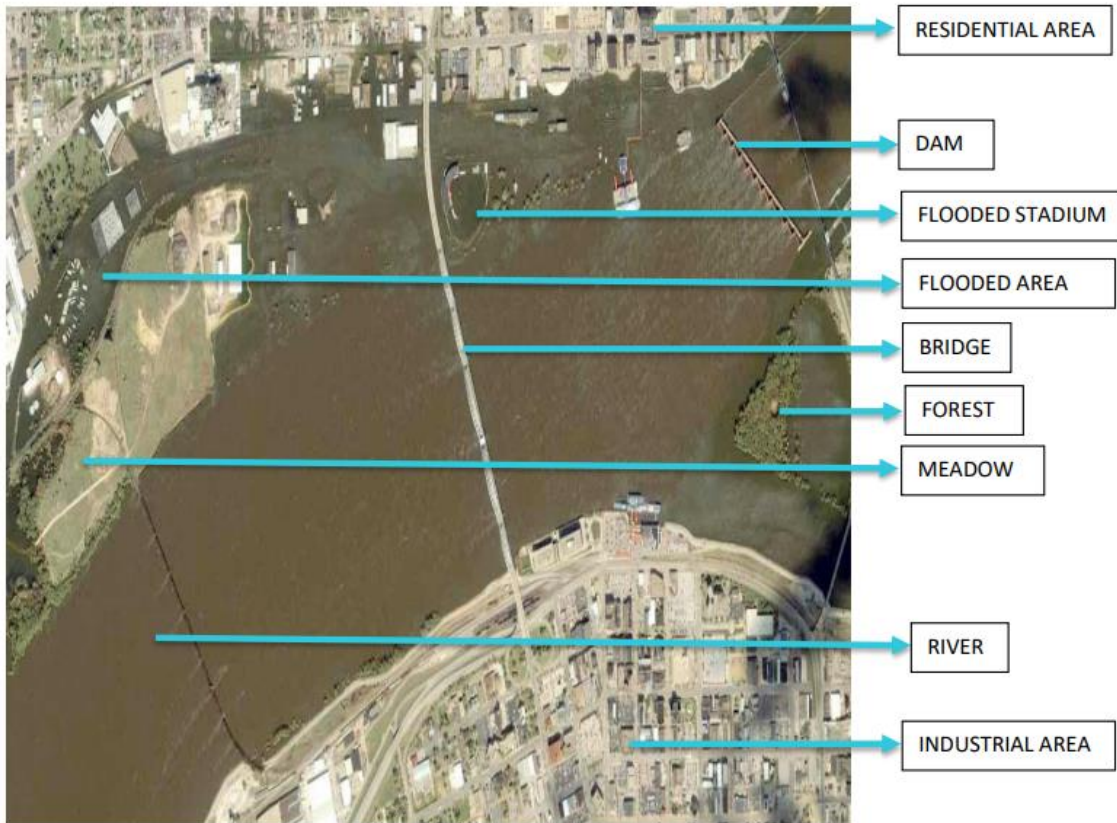 RESIDENTIAL AREA
DAM
FLOODED STADIUM
FLOODED AREA
BRIDGE
FOREST
MEADOW
RIVER
INDUSTRIAL AREA